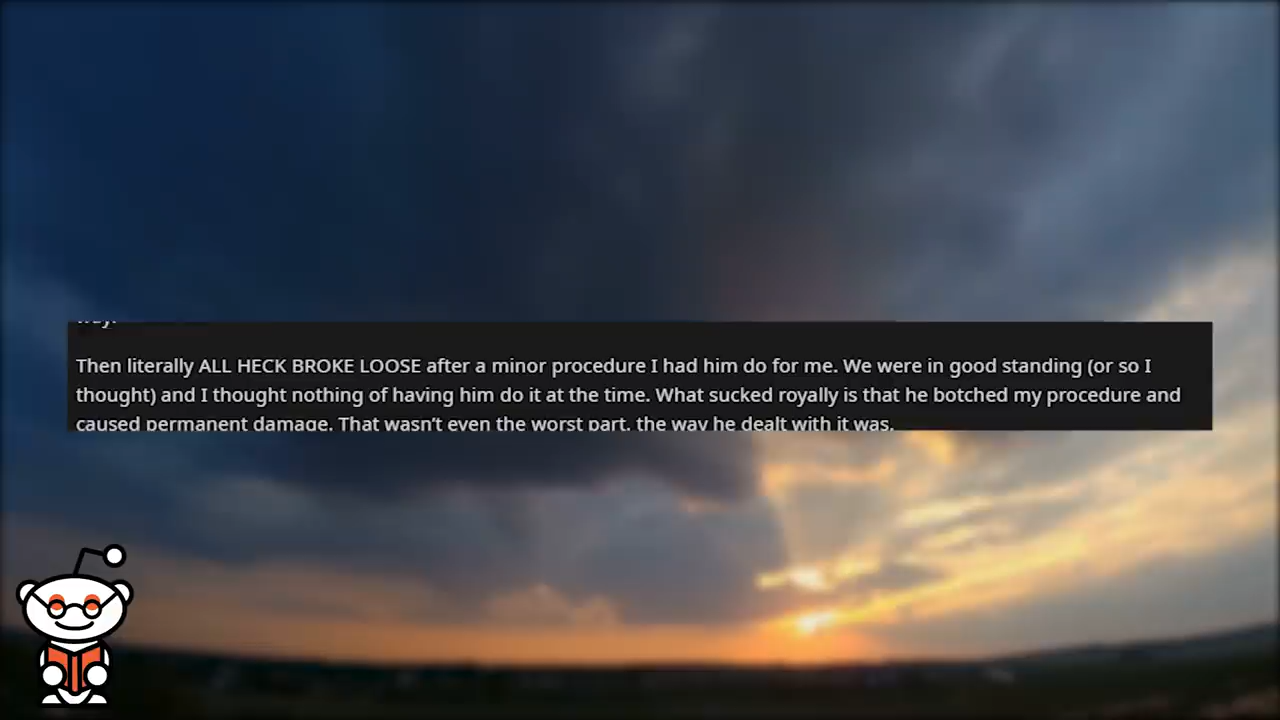 way.
Then literally ALL HECK BROKE LOOSE after a minor procedure I had him do for me. We were in good standing (or so I
thought) and I thought nothing of having him do it at the time. What sucked royally is that he botched my procedure and
caused permanent damage. That wasn’t even the worst part, the way he dealt with it was.